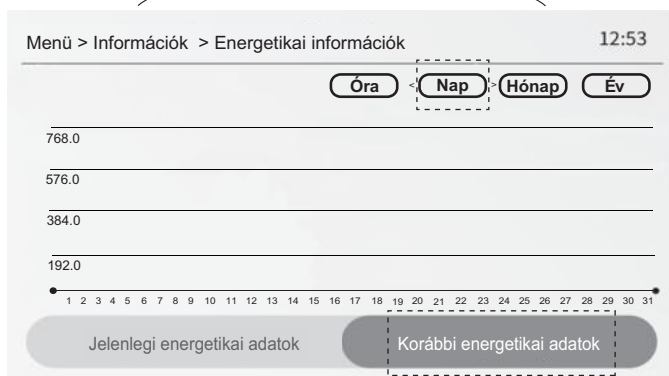 Menü > Információk > Energetikai információk 12:53
Óra < Nap > Hónap Év
768.0
576.0
384.0
192.0
1 2 3 4 5 6 7 8 9 10 11 12 13 14 15 16 17 18 19 20 21 22 23 24 25 26 27 28 29 30 31
Jelenlegi energetikai adatok Korábbi energetikai adatok